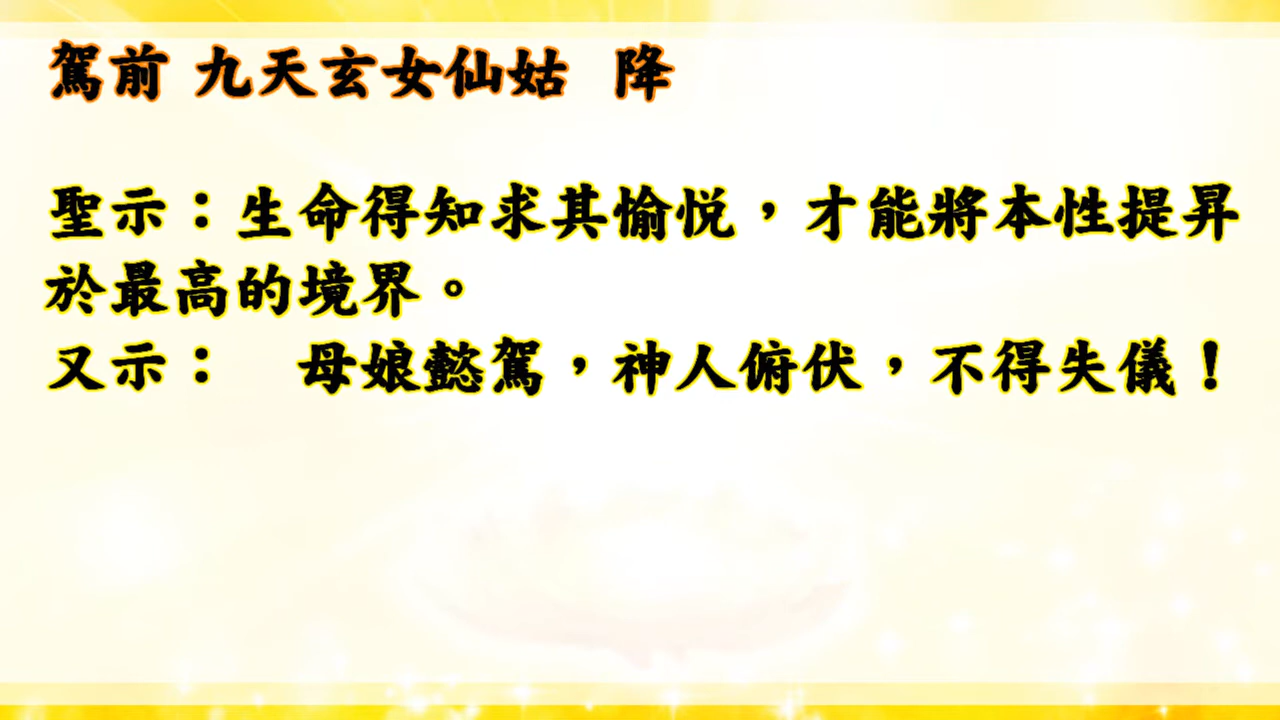 駕前 九天玄女仙姑 降
聖示：生命得知求其愉悅，才能將本性提昇
於最高的境界。
又示：　母娘懿駕，神人俯伏，不得失儀！